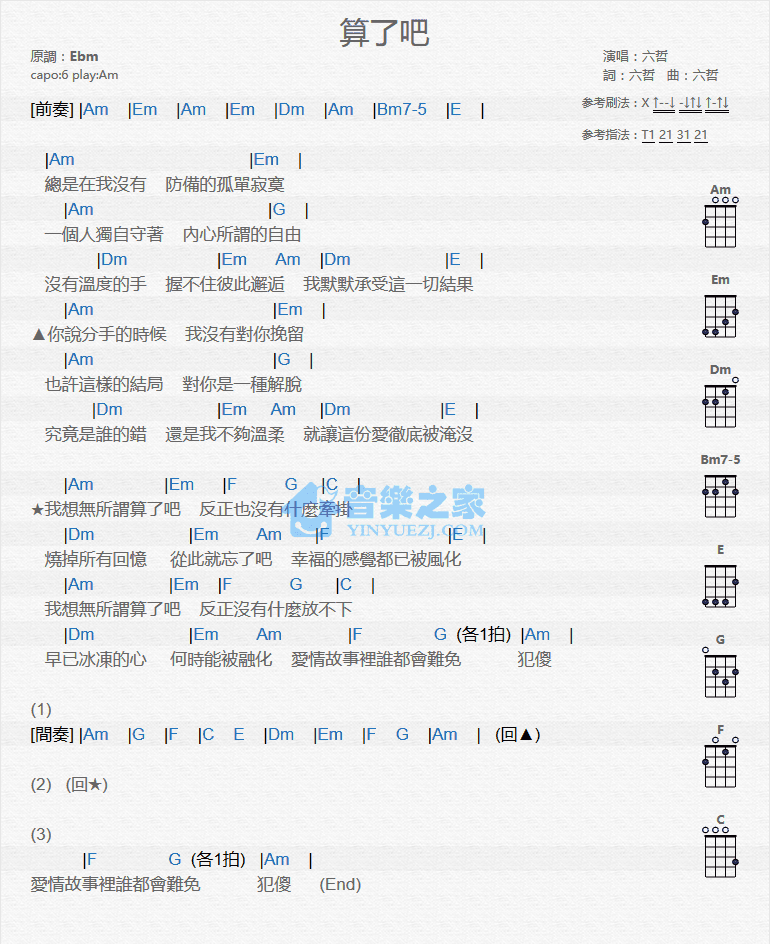 算了吧
原調：Ebm
capo:6 play:Am
演唱：六哲
詞：六哲 曲：六哲
參考刷法：X ↑--↓ -↓↑↓ ↑-↑↓
參考指法：T1 21 31 21
[前奏] |Am |Em |Am |Em |Dm |Am |Bm7-5 |E |
|Am |Em |
總是在我沒有 防備的孤單寂寞
|Am |G |
一個人獨自守著 內心所謂的自由
|Dm |Em Am |Dm |E |
沒有溫度的手 握不住彼此邂逅 我默默承受這一切結果
|Am |Em |
▲你說分手的時候 我沒有對你挽留
|Am |G |
也許這樣的結局 對你是一種解脫
|Dm |Em Am |Dm |E |
究竟是誰的錯 還是我不夠溫柔 就讓這份愛徹底被淹沒
|Am |Em |F G |C |
★我想無所謂算了吧 反正也沒有什麼牽掛
|Dm |Em Am |F |E |
燒掉所有回憶 從此就忘了吧 幸福的感覺都已被風化
|Am |Em |F G |C |
我想無所謂算了吧 反正沒有什麼放不下
|Dm |Em Am |F G (各1拍) |Am |
早已冰凍的心 何時能被融化 愛情故事裡誰都會難免 犯傻
(1)
[間奏] |Am |G |F |C E |Dm |Em |F G |Am | (回▲)
(2) (回★)
(3)
|F G (各1拍) |Am |
愛情故事裡誰都會難免 犯傻 (End)
Am
Em
Dm
Bm7-5
E
G
F
C
音樂之家
YINYUEZJ.COM